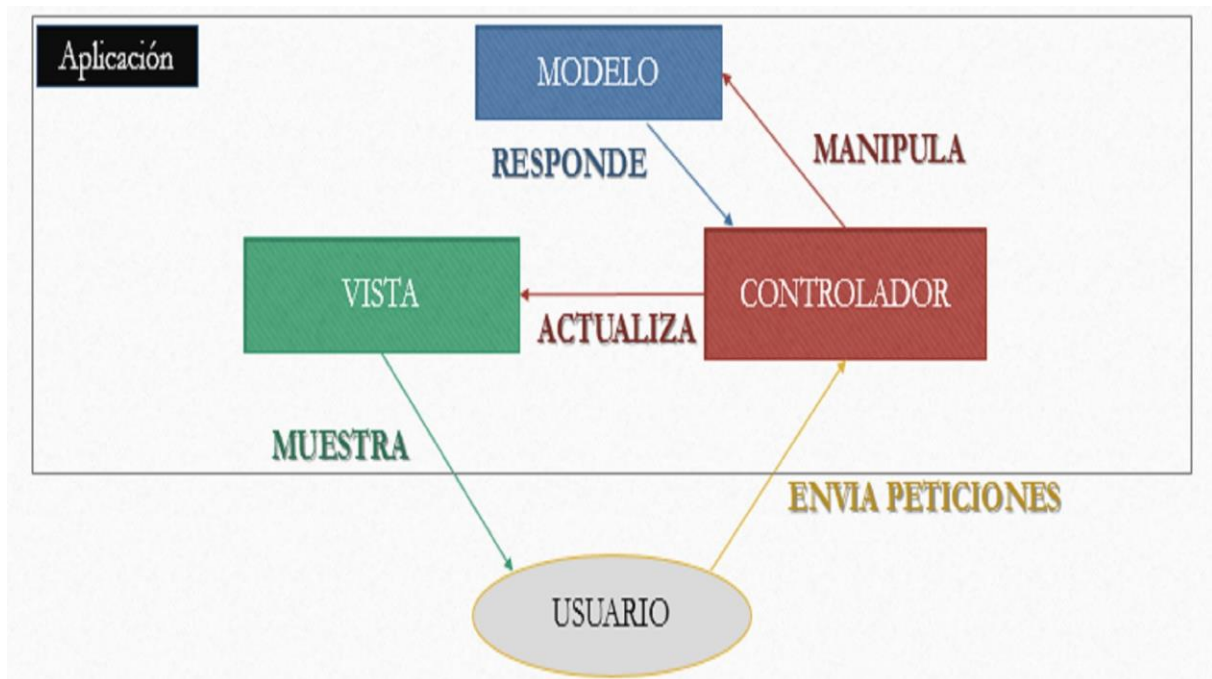 Aplicación
MODELO
RESPONDE
MANIPULA
VISTA
CONTROLADOR
ACTUALIZA
MUESTRA
ENVIA PETICIONES
USUARIO